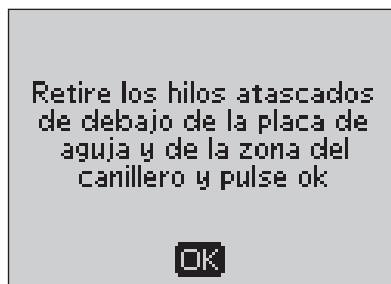 Retire los hilos atascados
de debajo de la placa de
aguja y de la zona del
canillero y pulse ok
OK